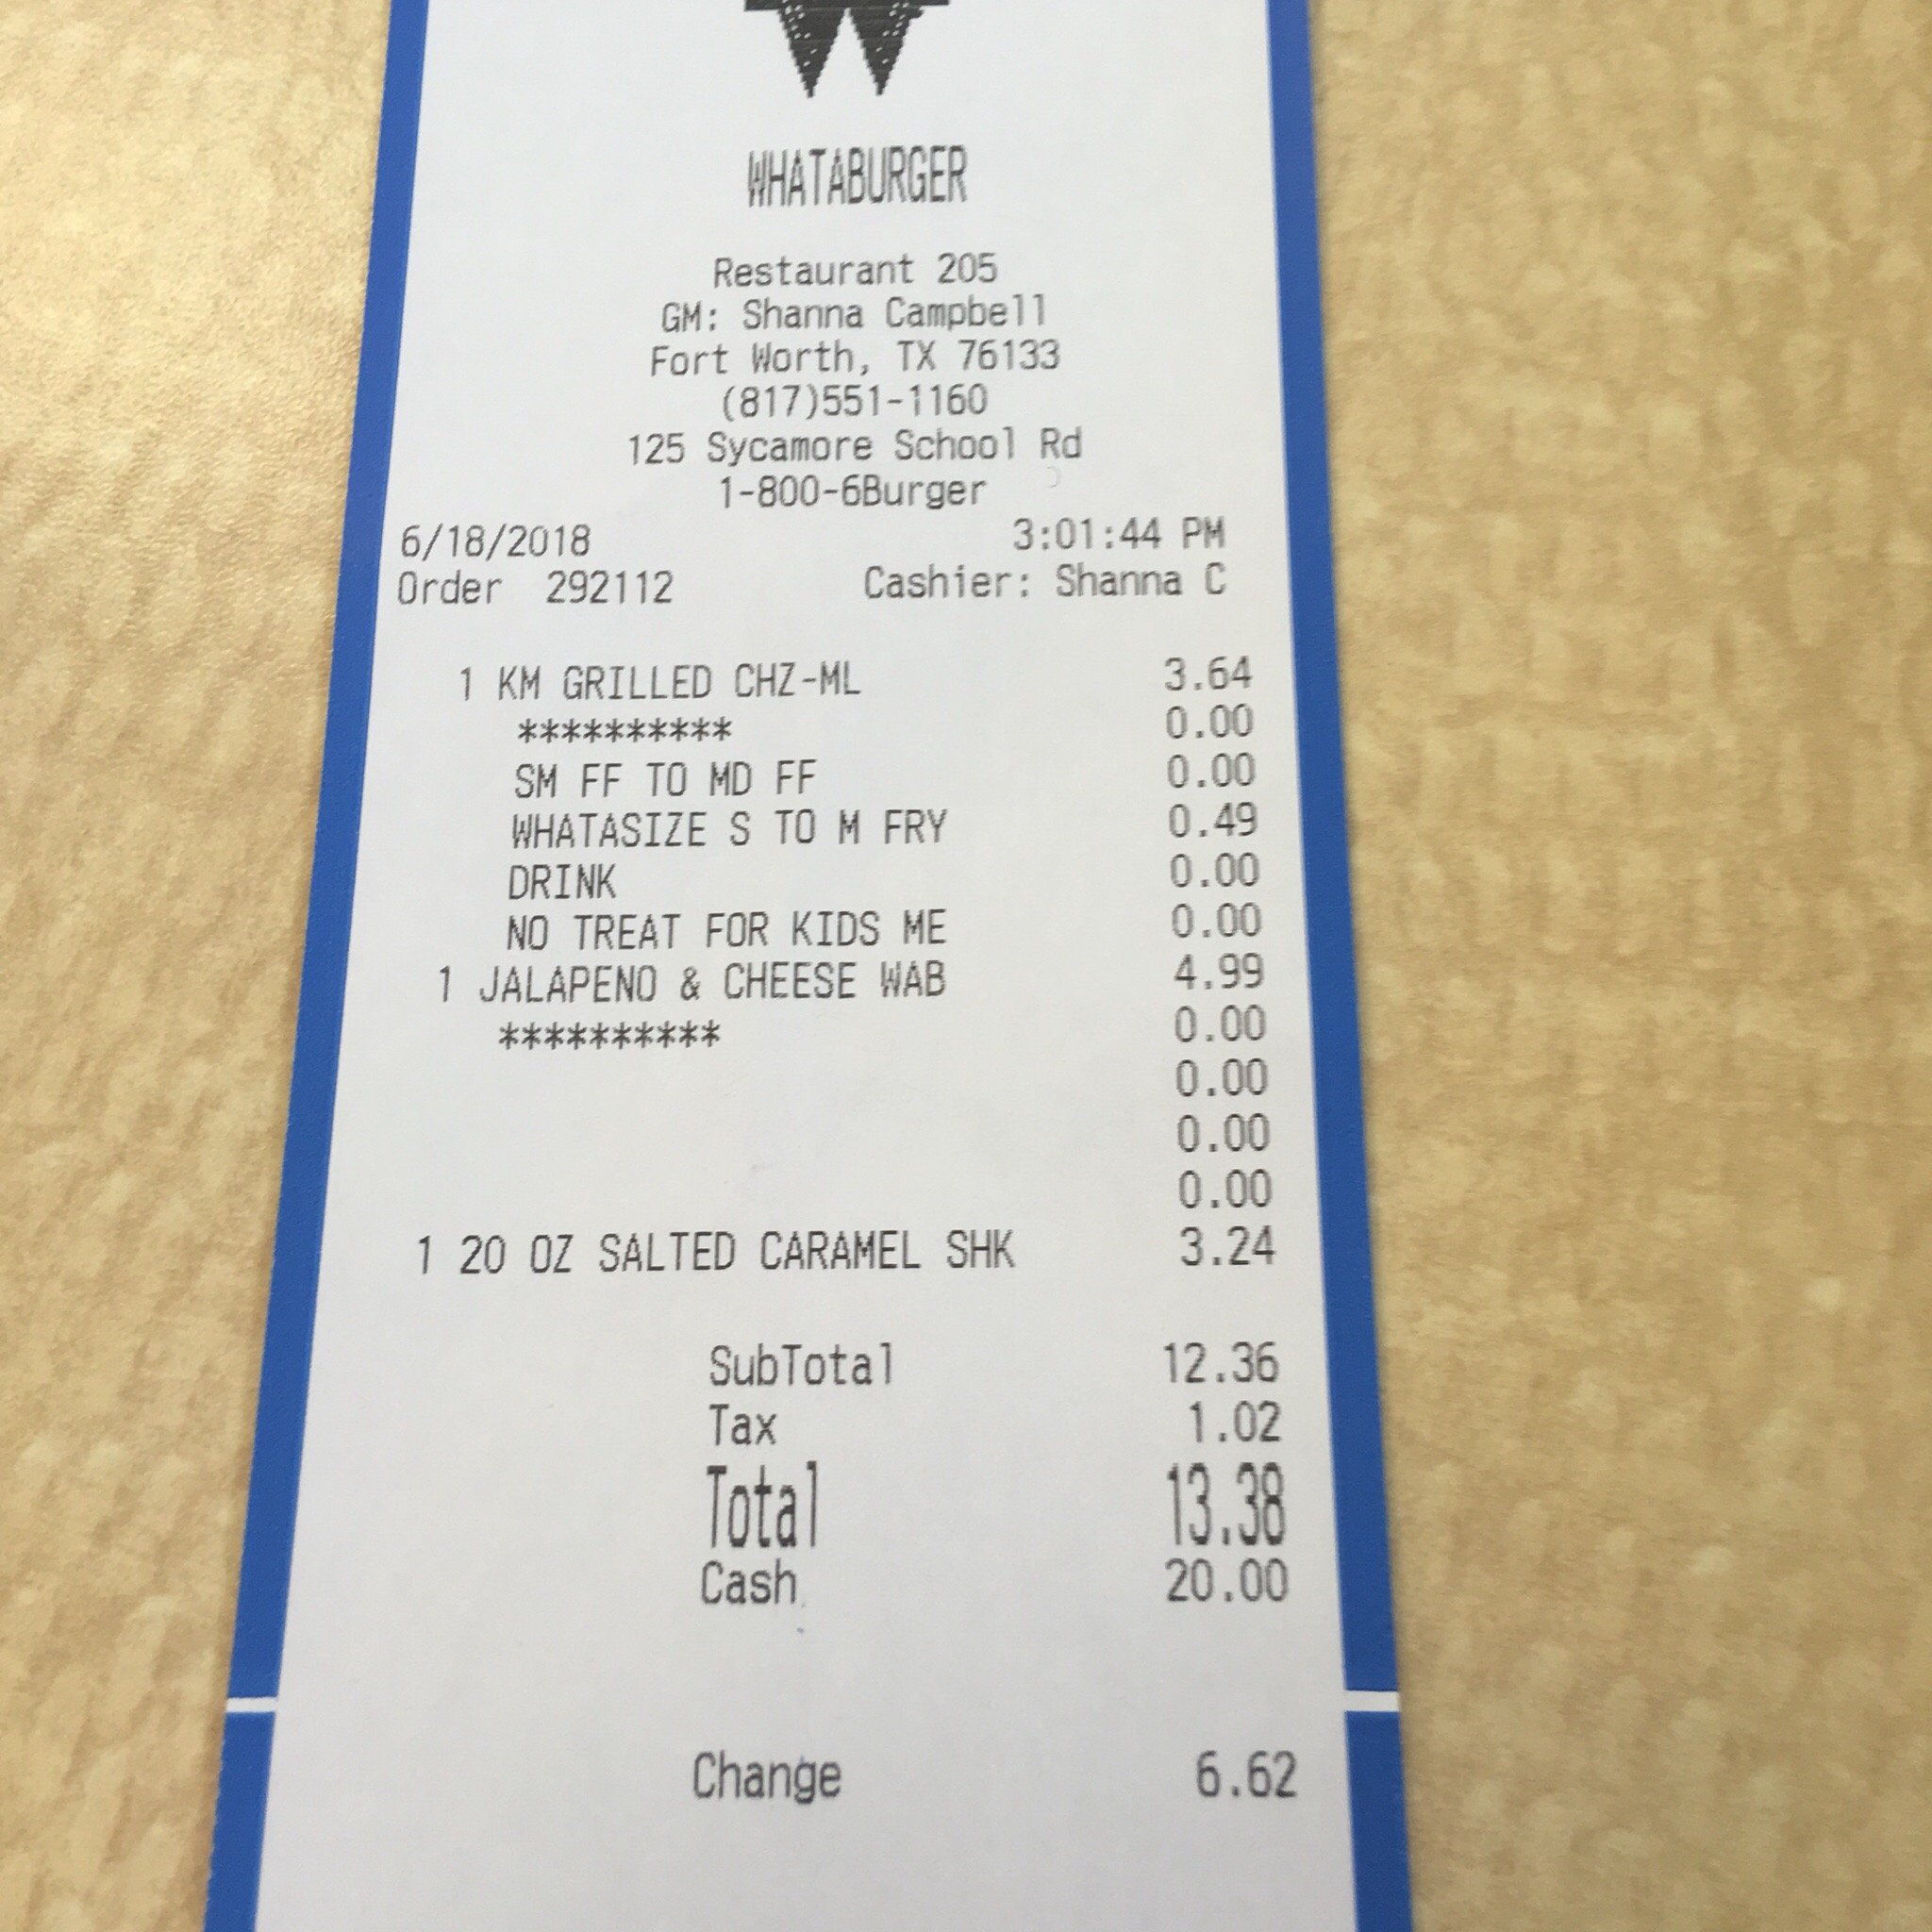 WHATABURGER
Restaurant 205
GM: Shanna Campbell
Fort Worth, TX 76133
(817)551-1160
125 Sycamore School Rd
1-800-6Burger
6/18/2018 3:01:44 PM
Order 292112 Cashier: Shanna C
1 KM GRILLED CHZ-ML 3.64
********** 0.00
SM FF TO MD FF 0.00
WHATASIZE S TO M FRY 0.49
DRINK 0.00
NO TREAT FOR KIDS ME 0.00
1 JALAPENO & CHEESE WAB 4.99
********** 0.00
0.00
0.00
0.00
1 20 OZ SALTED CARAMEL SHK 3.24
SubTotal 12.36
Tax 1.02
Total 13.38
Cash 20.00
Change 6.62